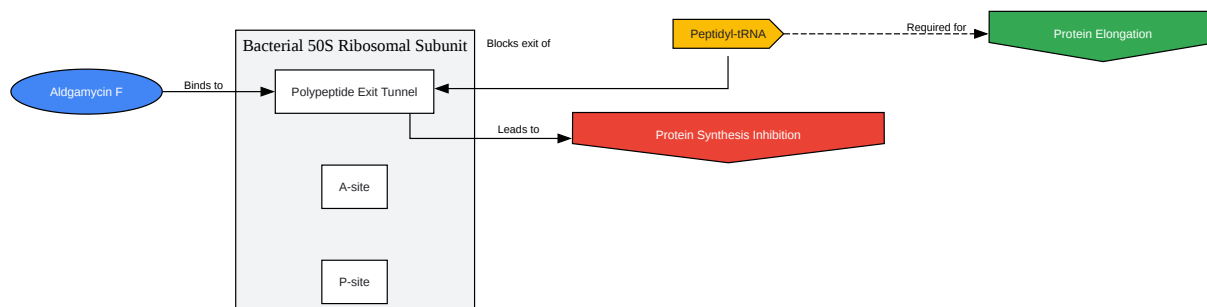 Peptidyl-tRNA
Required for
Protein Elongation
Bacterial 50S Ribosomal Subunit
Blocks exit of
Aldgamycin F
Binds to
Polypeptide Exit Tunnel
Leads to
Protein Synthesis Inhibition
A-site
P-site